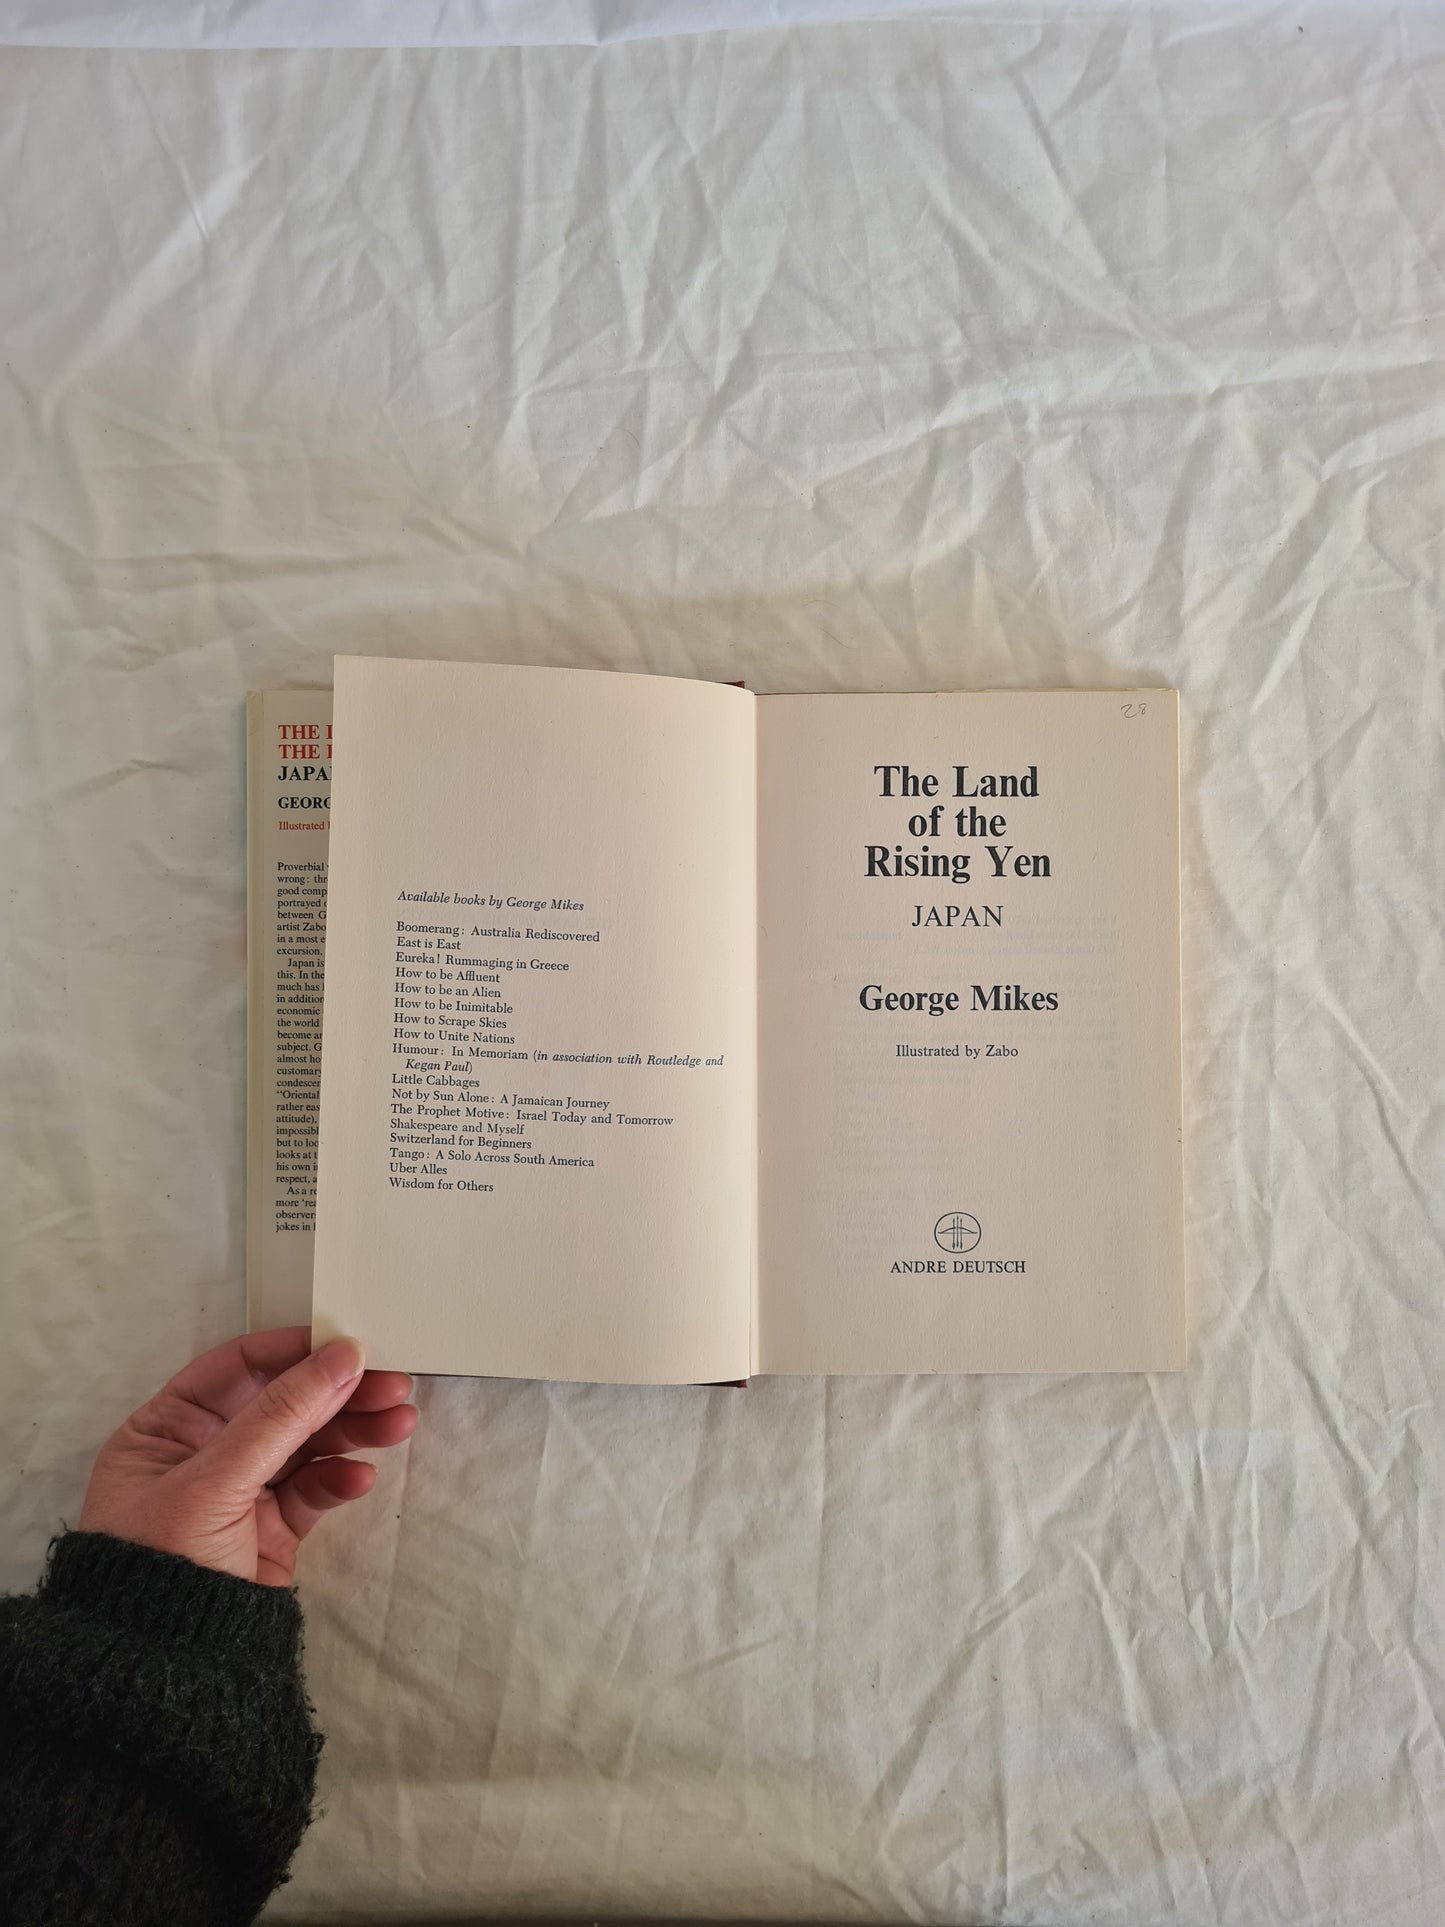 THE
THE
JAPA
GEORG
Illustrated
Proverbial
wrong: thr
good comp
portrayed
between G
artist Zabo
in a most e
excursion.
Japan is
this. In the
much has
in addition
economic
the world
become an
subject. G
almost ho
customary
condescen
"Oriental
rather eas
attitude),
impossibl
but to loo
looks at t
his own i
respect, a
As a re
more 'rea
observer
jokes in
Available books by George Mikes
Boomerang: Australia Rediscovered
East is East
Eureka! Rummaging in Greece
How to be Affluent
How to be an Alien
How to be Inimitable
How to Scrape Skies
How to Unite Nations
Humour: In Memoriam (in association with Routledge and
Kegan Paul)
Little Cabbages
Not by Sun Alone: A Jamaican Journey
The Prophet Motive: Israel Today and Tomorrow
Shakespeare and Myself
Switzerland for Beginners
Tango: A Solo Across South America
Uber Alles
Wisdom for Others
28
The Land
of the
Rising Yen
JAPAN
George Mikes
Illustrated by Zabo
ANDRE DEUTSCH